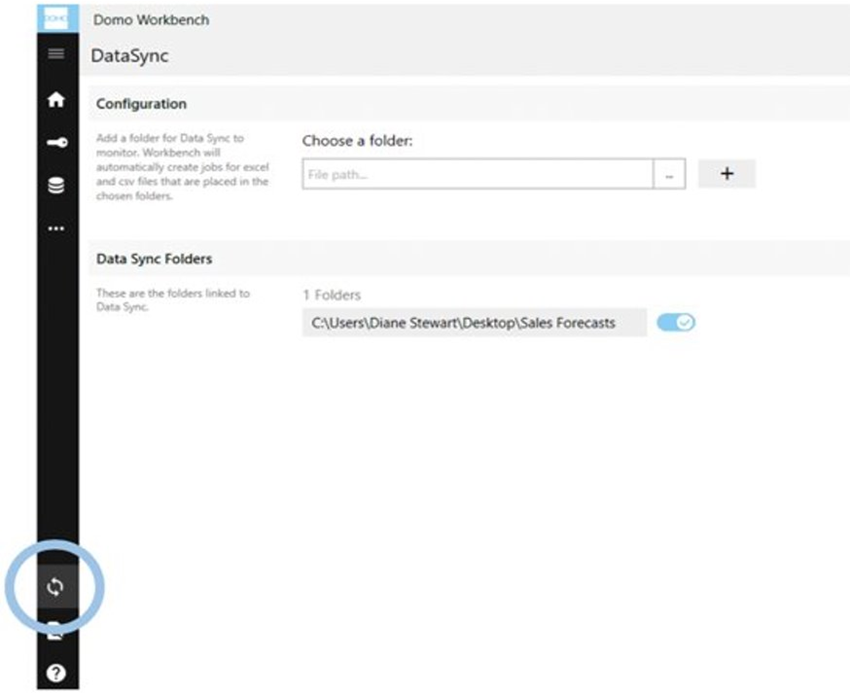 DOMO
Domo Workbench
DataSync
Configuration
Add a folder for Data Sync to
monitor. Workbench will
automatically create jobs for excel
and csv files that are placed in the
chosen folders.
Choose a folder:
File path...
...
+
Data Sync Folders
These are the folders linked to
Data Sync.
1 Folders
C:\Users\Diane Stewart\Desktop\Sales Forecasts
?